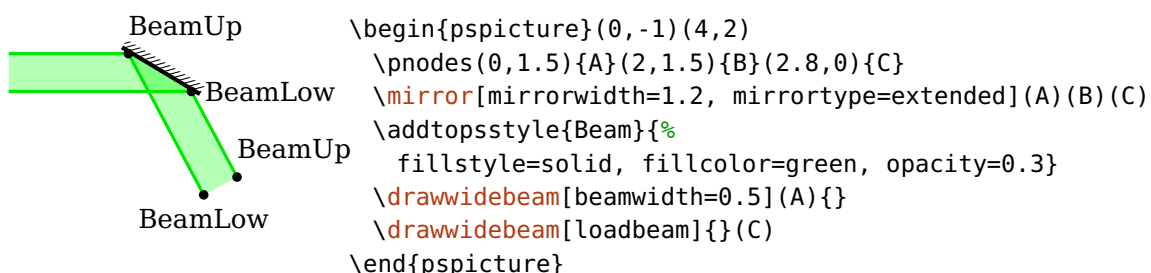 BeamUp
BeamLow
BeamUp
BeamLow
\begin{pspicture}(0,-1)(4,2)
\pnodes(0,1.5){A}(2,1.5){B}(2.8,0){C}
\mirror[mirrorwidth=1.2, mirrortype=extended](A)(B)(C)
\addtopsstyle{Beam}{%
fillstyle=solid, fillcolor=green, opacity=0.3}
\drawwidebeam[beamwidth=0.5](A){}
\drawwidebeam[loadbeam]{}(C)
\end{pspicture}